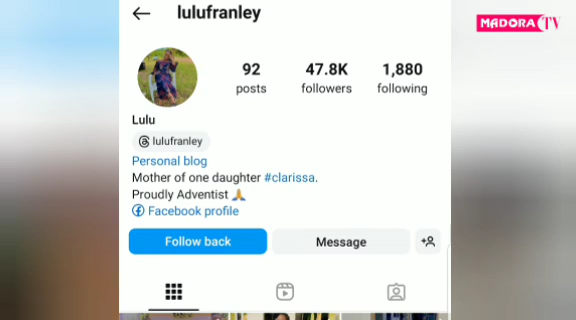 ← lulufranley
MADORA TV
92 47.8K 1,880
posts followers following
Lulu
lulufranley
Personal blog
Mother of one daughter #clarissa.
Proudly Adventist 🙏
Facebook profile
Follow back Message